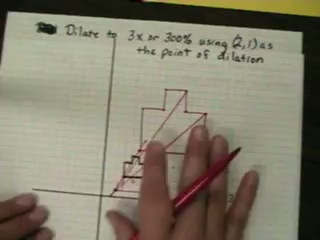 Dilate to 3x or 300% using (2,1) as
the point of dilation